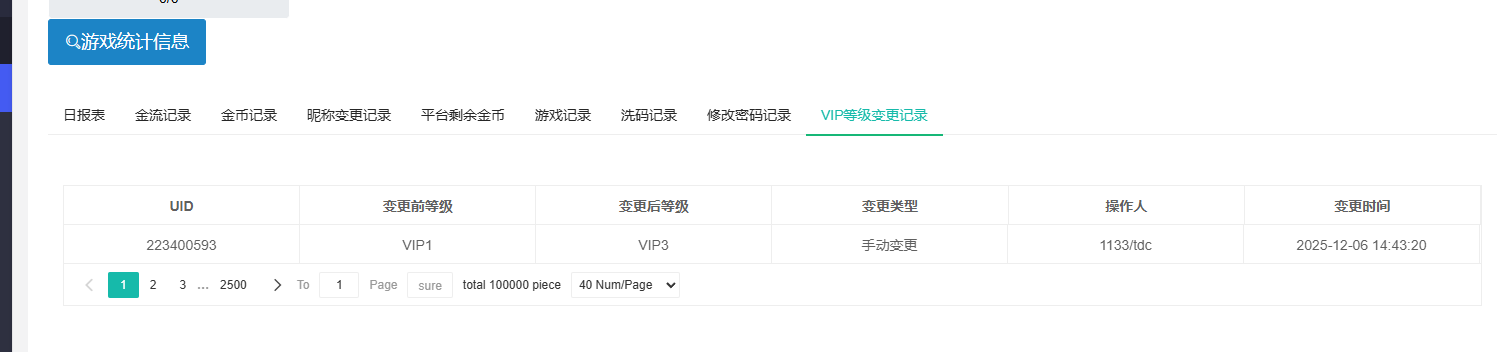 游戏统计信息
日报表 金流记录 金币记录 昵称变更记录 平台剩余金币 游戏记录 洗码记录 修改密码记录 VIP等级变更记录
UID 变更前等级 变更后等级 变更类型 操作人 变更时间
223400593 VIP1 VIP3 手动变更 1133/tdc 2025-12-06 14:43:20
1 2 3 ... 2500 To 1 Page sure total 100000 piece 40 Num/Page